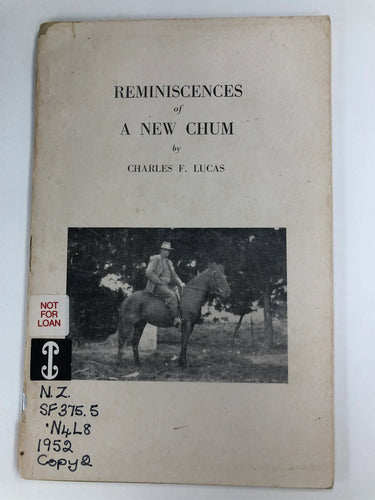 REMINISCENCES
of
A NEW CHUM
by
CHARLES F. LUCAS
NOT
FOR
LOAN
N.Z.
SF375.5
.N4L8
1952
Copy 2